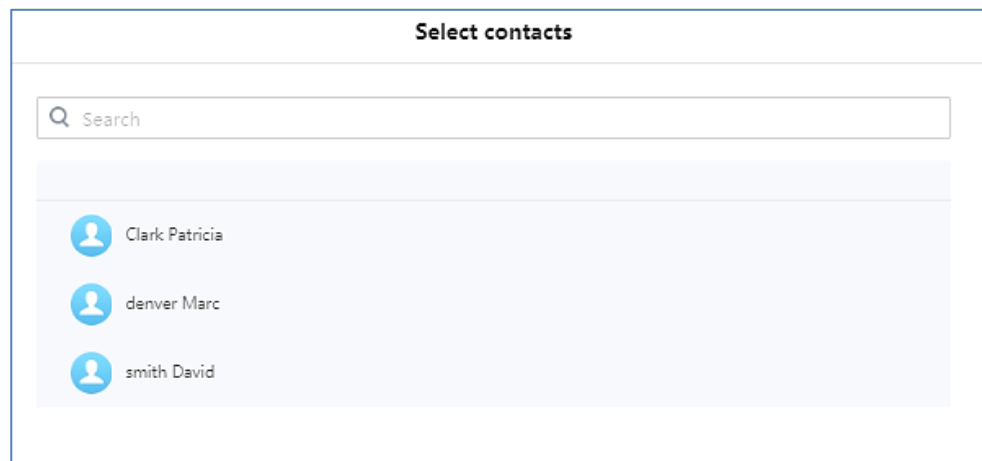 Select contacts
Search
Clark Patricia
denver Marc
smith David